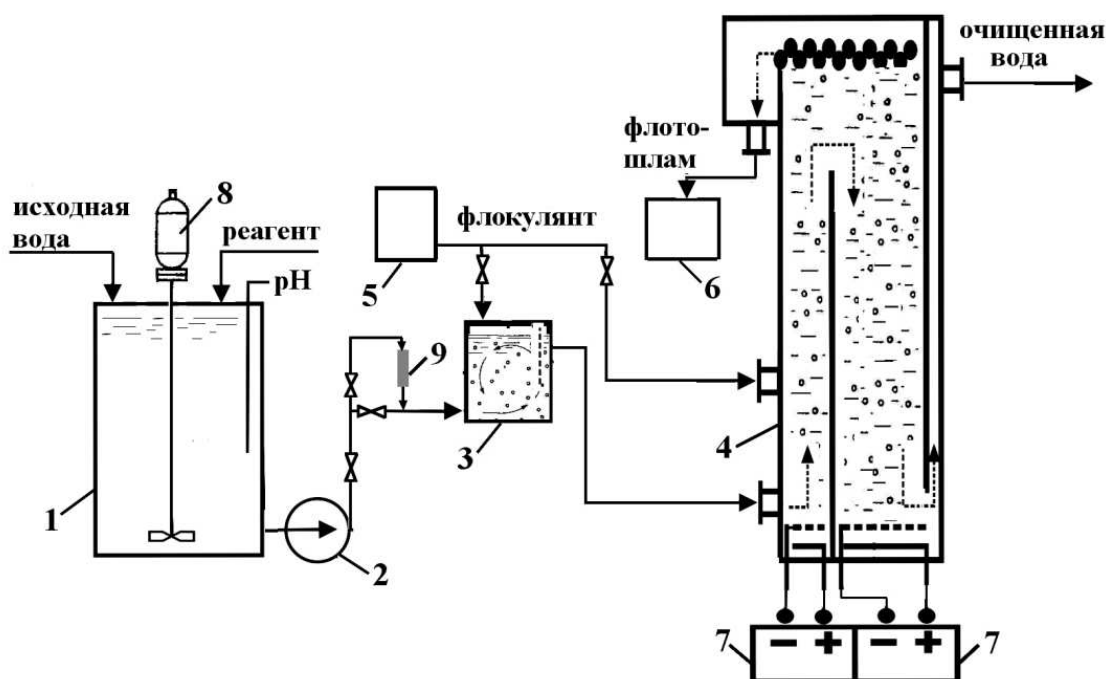 очищенная
вода
флото-
шлам
исходная
вода
8
реагент
pH
флокулянт
5
6
9
3
4
1
2
7
− +
− +
7